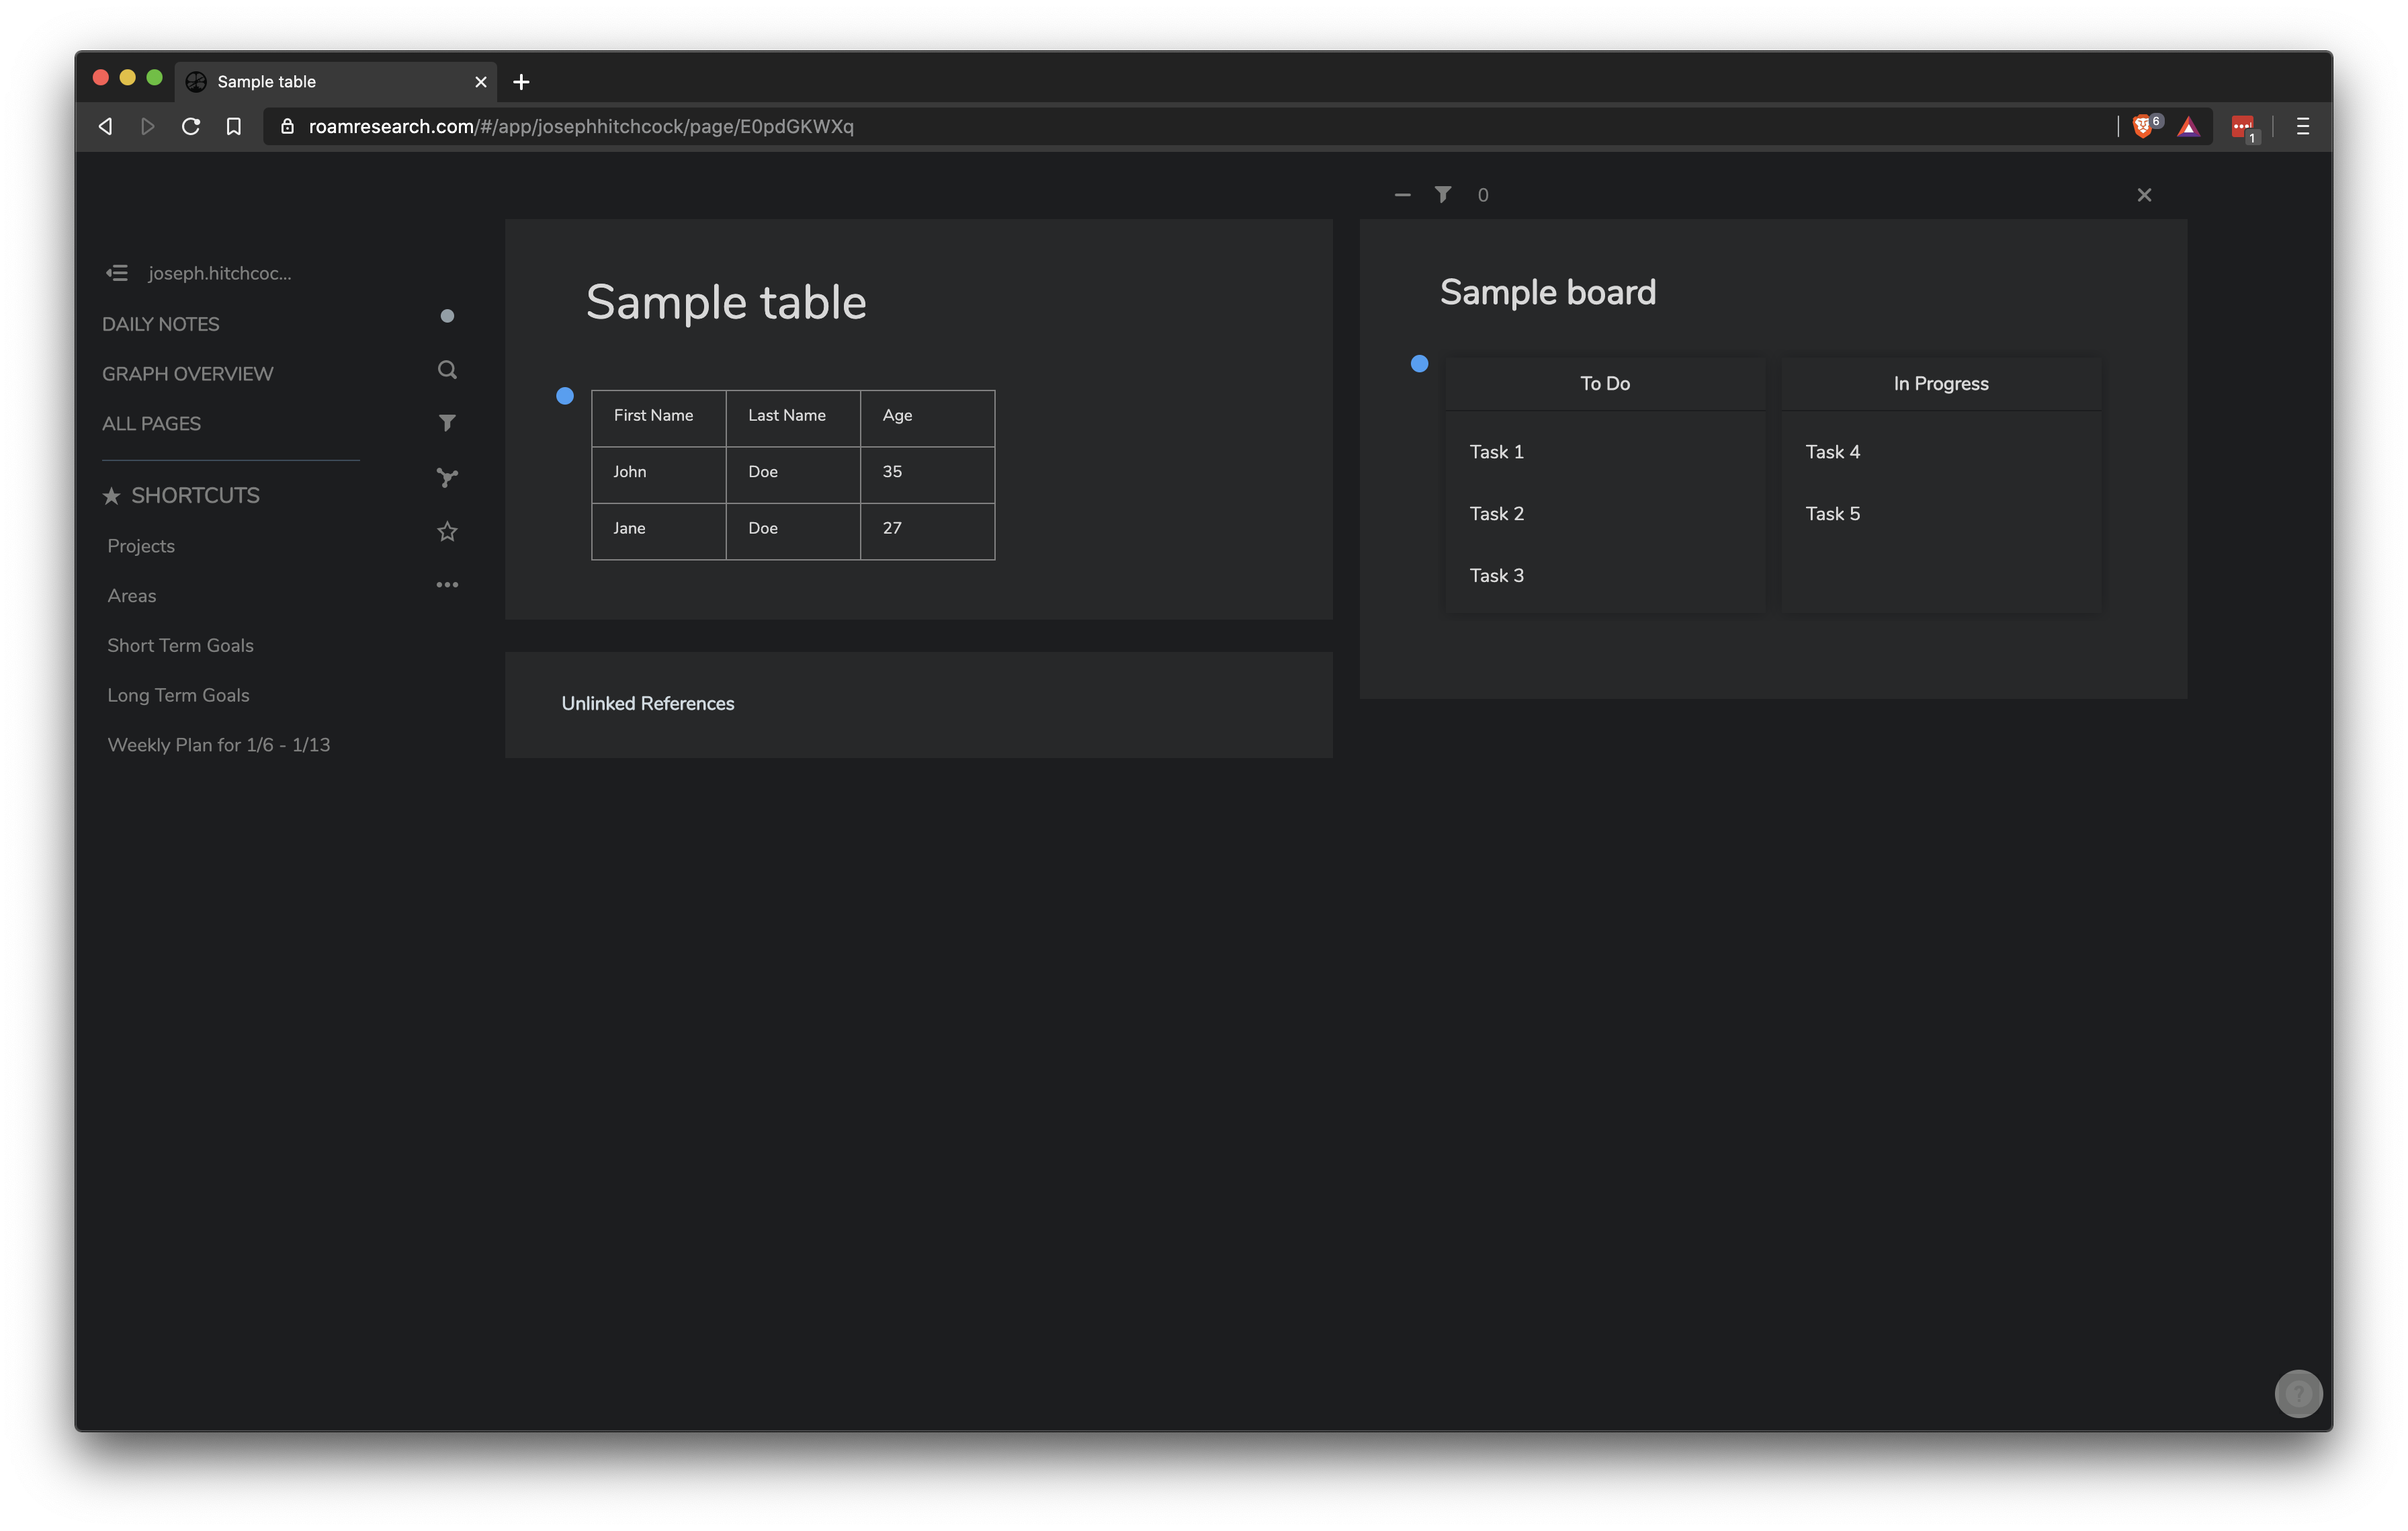 Sample table
roamresearch.com/#/app/josephhitchcock/page/E0pdGKWXq
6
1
0
joseph.hitchcoc...
DAILY NOTES
GRAPH OVERVIEW
ALL PAGES
SHORTCUTS
Projects
Areas
Short Term Goals
Long Term Goals
Weekly Plan for 1/6 - 1/13
Sample table
First Name Last Name Age
John Doe 35
Jane Doe 27
Unlinked References
Sample board
To Do
Task 1
Task 2
Task 3
In Progress
Task 4
Task 5
?